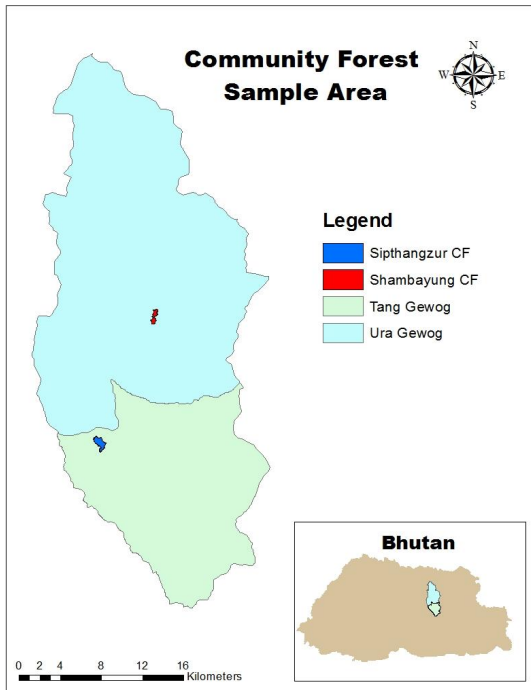 Community Forest
Sample Area
N
W E
S
Legend
Sipthangzur CF
Shambayung CF
Tang Gewog
Ura Gewog
Bhutan
0 2 4 8 12 16
Kilometers